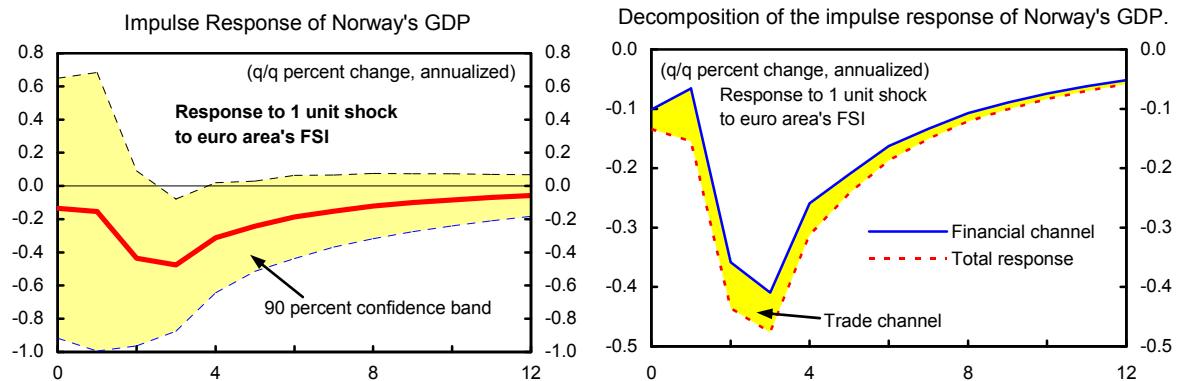 Impulse Response of Norway's GDP
0.8
0.6
0.4
0.2
0.0
-0.2
-0.4
-0.6
-0.8
-1.0
0.8
0.6
0.4
0.2
0.0
-0.2
-0.4
-0.6
-0.8
-1.0
(q/q percent change, annualized)
Response to 1 unit shock
to euro area's FSI
90 percent confidence band
0 4 8 12
Decomposition of the impulse response of Norway's GDP.
0.0
-0.1
-0.2
-0.3
-0.4
-0.5
0.0
-0.1
-0.2
-0.3
-0.4
-0.5
(q/q percent change, annualized)
Response to 1 unit shock
to euro area's FSI
Financial channel
Total response
Trade channel
0 4 8 12